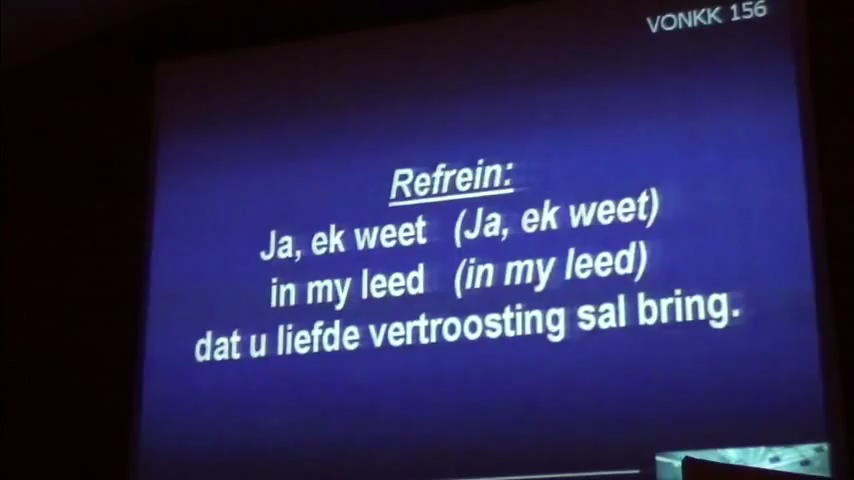 VONKK 156
Refrein:
Ja, ek weet (Ja, ek weet)
in my leed (in my leed)
dat u liefde vertroosting sal bring.